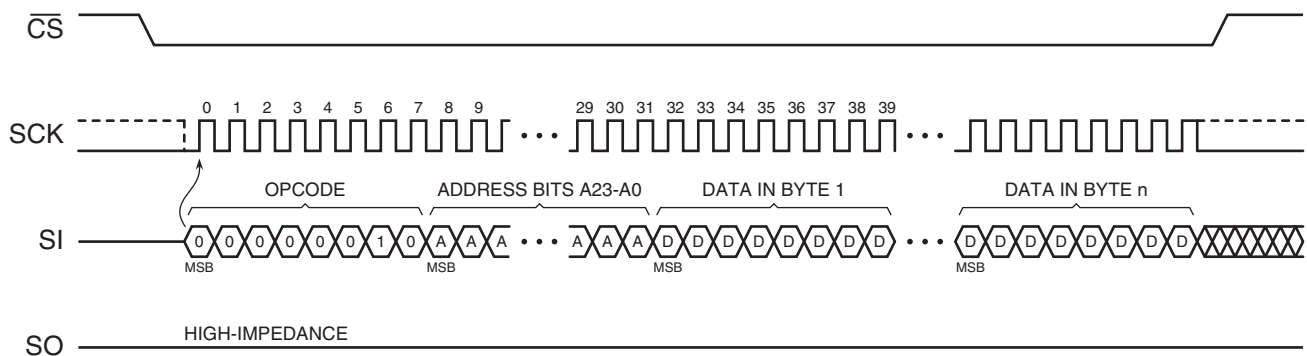 CS
0 1 2 3 4 5 6 7 8 9 29 30 31 32 33 34 35 36 37 38 39
SCK
OPCODE ADDRESS BITS A23-A0 DATA IN BYTE 1 DATA IN BYTE n
SI 0 0 0 0 0 0 1 0 A A A A A A D D D D D D D D D D D D D D D D
MSB MSB MSB MSB
HIGH-IMPEDANCE
SO